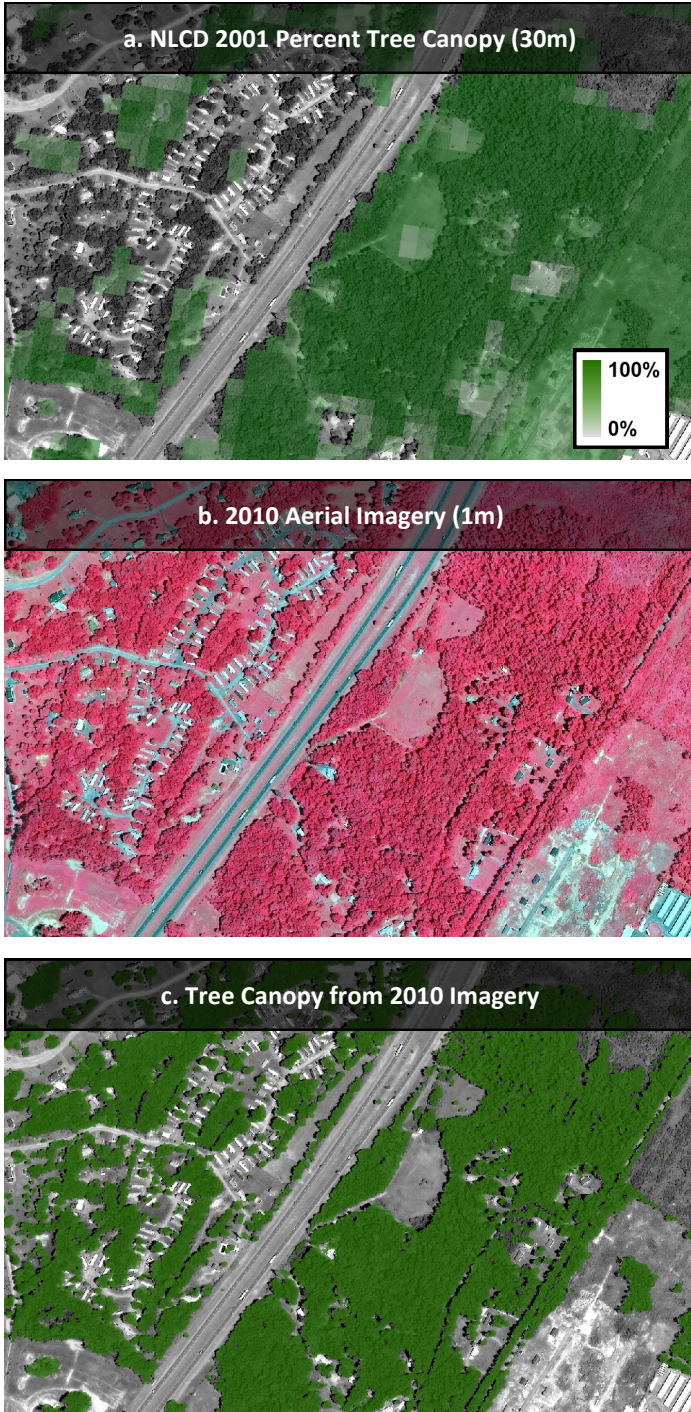 a. NLCD 2001 Percent Tree Canopy (30m)
100%
0%
b. 2010 Aerial Imagery (1m)
c. Tree Canopy from 2010 Imagery